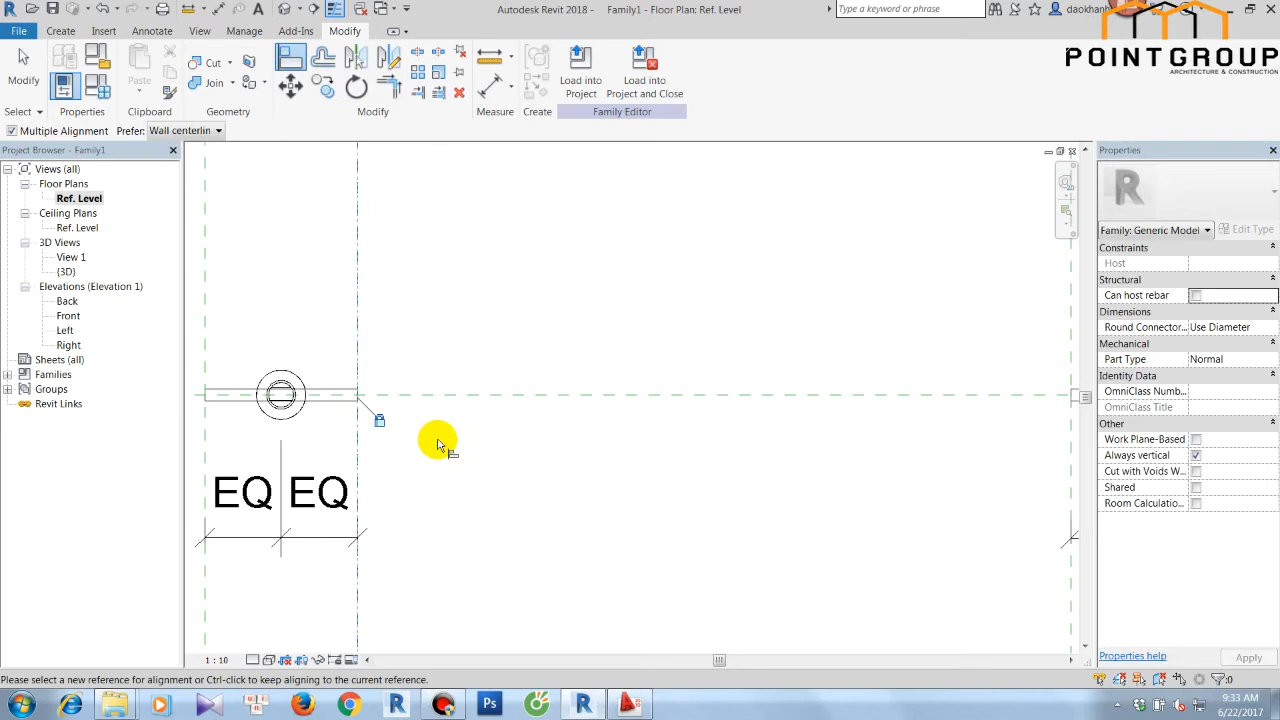 Autodesk Revit 2018 - Family1 - Floor Plan: Ref. Level
Type a keyword or phrase
daokhanh
File
Create
Insert
Annotate
View
Manage
Add-Ins
Modify
POINTGROUP
ARCHITECTURE & CONSTRUCTION
Modify
Paste
Cut
Join
Load into
Project
Load into
Project and Close
Select
Properties
Clipboard
Geometry
Modify
Measure
Create
Family Editor
Multiple Alignment
Prefer:
Wall centerlin
Project Browser - Family1
Views (all)
Floor Plans
Ref. Level
Ceiling Plans
Ref. Level
3D Views
View 1
{3D}
Elevations (Elevation 1)
Back
Front
Left
Right
Sheets (all)
Families
Groups
Revit Links
EQ EQ
Properties
Family: Generic Model
Edit Type
Constraints
Host
Structural
Can host rebar
Dimensions
Round Connector...
Use Diameter
Mechanical
Part Type
Normal
Identity Data
OmniClass Numb...
OmniClass Title
Other
Work Plane-Based
Always vertical
Cut with Voids W...
Shared
Room Calculatio...
Properties help
Apply
1 : 10
Please select a new reference for alignment or Ctrl-click to keep aligning to the current reference.
:0
9:33 AM
6/22/2017